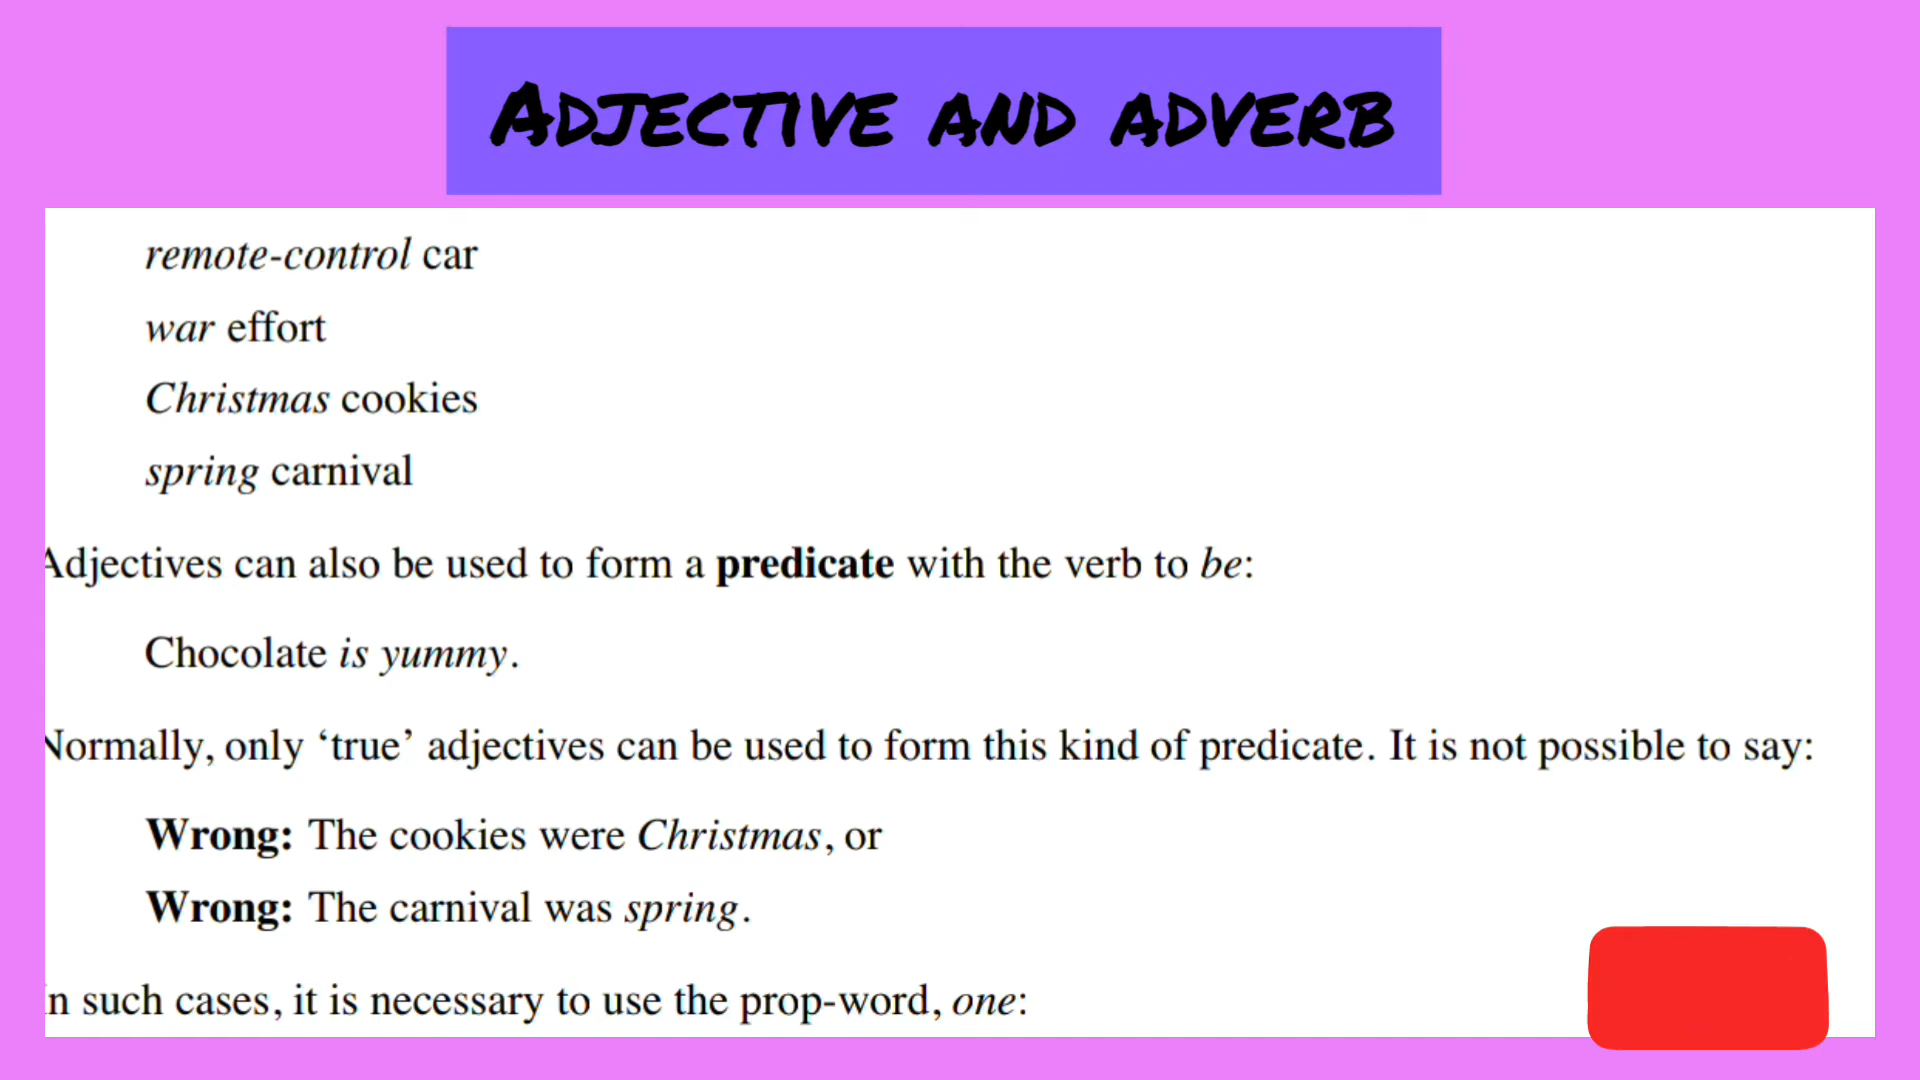 ADJECTIVE AND ADVERB
remote-control car
war effort
Christmas cookies
spring carnival
Adjectives can also be used to form a predicate with the verb to be:
Chocolate is yummy.
Normally, only ‘true’ adjectives can be used to form this kind of predicate. It is not possible to say:
Wrong: The cookies were Christmas, or
Wrong: The carnival was spring.
In such cases, it is necessary to use the prop-word, one: